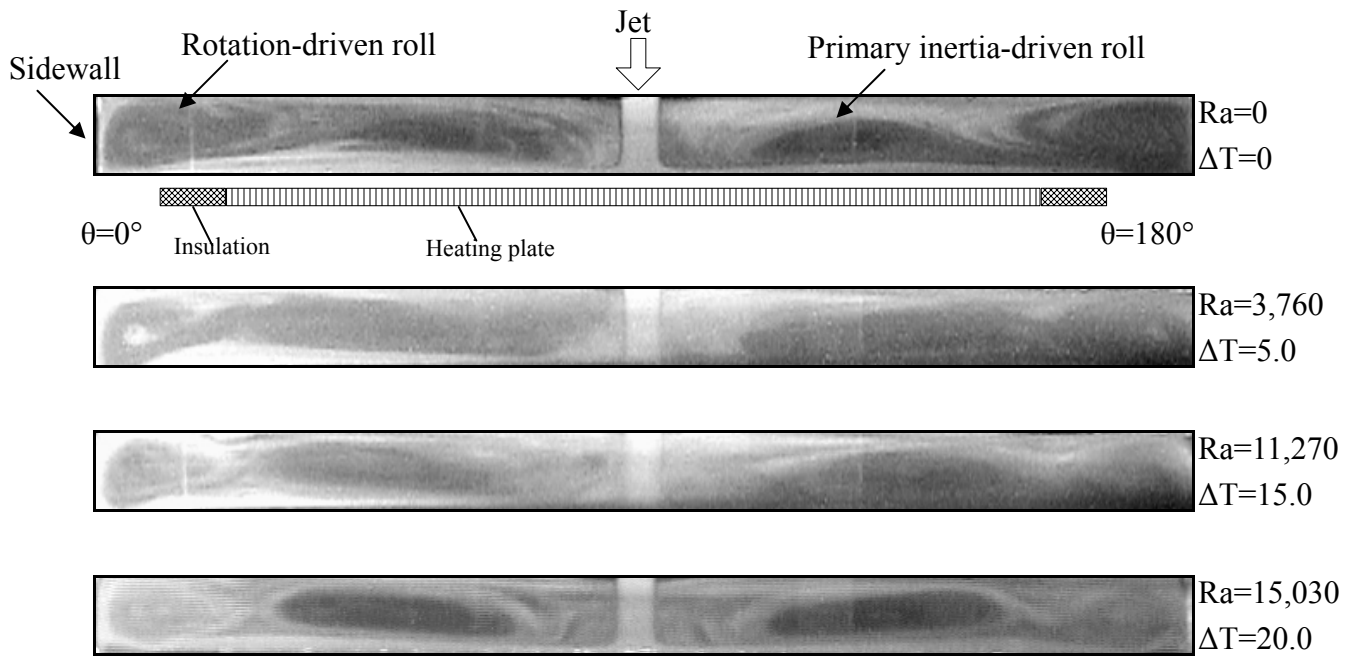 Jet
Rotation-driven roll
Primary inertia-driven roll
Sidewall
Ra=0
ΔT=0
θ=0°
Insulation
Heating plate
θ=180°
Ra=3,760
ΔT=5.0
Ra=11,270
ΔT=15.0
Ra=15,030
ΔT=20.0